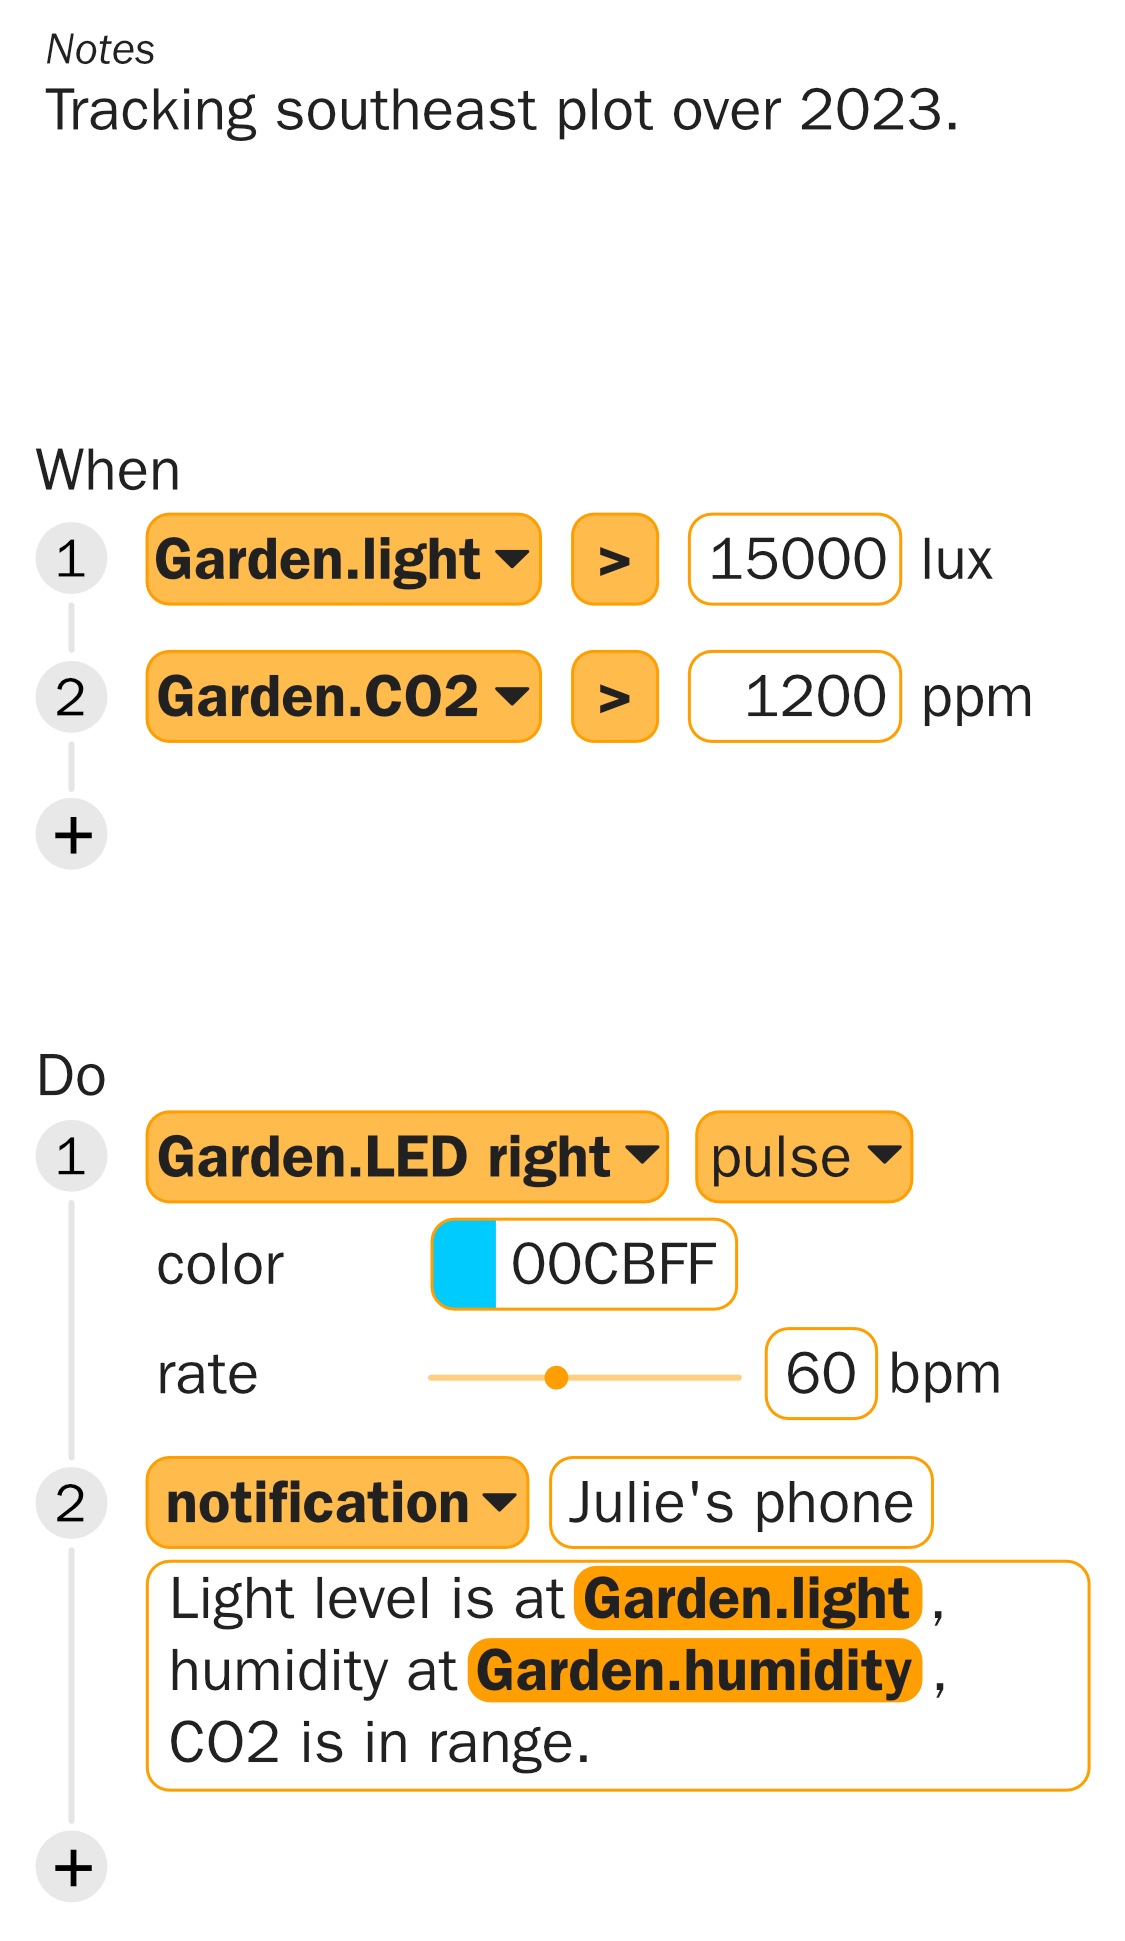 Notes
Tracking southeast plot over 2023.
When
1 Garden.light > 15000 lux
2 Garden.CO2 > 1200 ppm
+
Do
1 Garden.LED right pulse
color 00CBFF
rate 60 bpm
2 notification Julie's phone
Light level is at Garden.light ,
humidity at Garden.humidity ,
CO2 is in range.
+